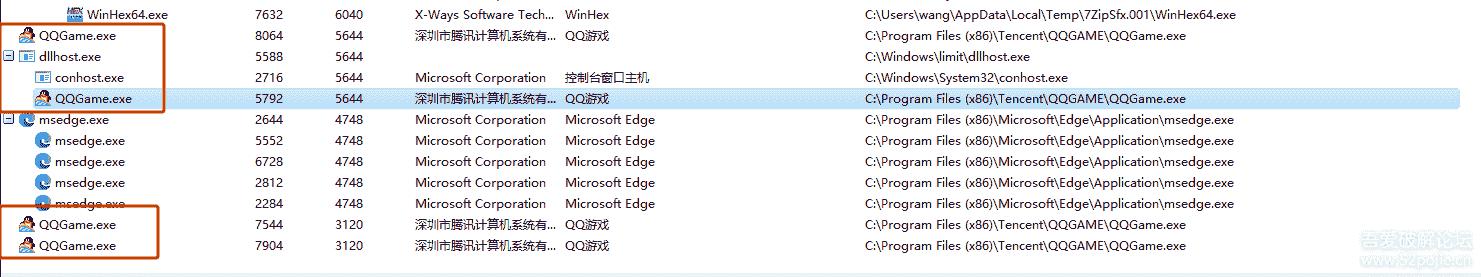 WinHex64.exe 7632 6040 X-Ways Software Tech... WinHex C:\Users\wang\AppData\Local\Temp\7ZipSfx.001\WinHex64.exe
QQGame.exe 8064 5644 深圳市腾讯计算机系统有... QQ游戏 C:\Program Files (x86)\Tencent\QQGAME\QQGame.exe
dllhost.exe 5588 5644 C:\Windows\limit\dllhost.exe
conhost.exe 2716 5644 Microsoft Corporation 控制台窗口主机 C:\Windows\System32\conhost.exe
QQGame.exe 5792 5644 深圳市腾讯计算机系统有... QQ游戏 C:\Program Files (x86)\Tencent\QQGAME\QQGame.exe
msedge.exe 2644 4748 Microsoft Corporation Microsoft Edge C:\Program Files (x86)\Microsoft\Edge\Application\msedge.exe
msedge.exe 5552 4748 Microsoft Corporation Microsoft Edge C:\Program Files (x86)\Microsoft\Edge\Application\msedge.exe
msedge.exe 6728 4748 Microsoft Corporation Microsoft Edge C:\Program Files (x86)\Microsoft\Edge\Application\msedge.exe
msedge.exe 2812 4748 Microsoft Corporation Microsoft Edge C:\Program Files (x86)\Microsoft\Edge\Application\msedge.exe
msedge.exe 2284 4748 Microsoft Corporation Microsoft Edge C:\Program Files (x86)\Microsoft\Edge\Application\msedge.exe
QQGame.exe 7544 3120 深圳市腾讯计算机系统有... QQ游戏 C:\Program Files (x86)\Tencent\QQGAME\QQGame.exe
QQGame.exe 7904 3120 深圳市腾讯计算机系统有... QQ游戏 C:\Program Files (x86)\Tencent\QQGAME\QQGame.exe
吾爱破解论坛
www.52pojie.cn